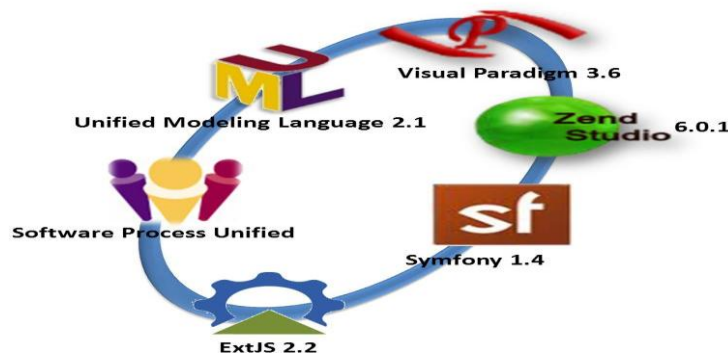 P
Visual Paradigm 3.6
UML
Unified Modeling Language 2.1
Zend
Studio 6.0.1
Software Process Unified
sf
Symfony 1.4
ExtJS 2.2